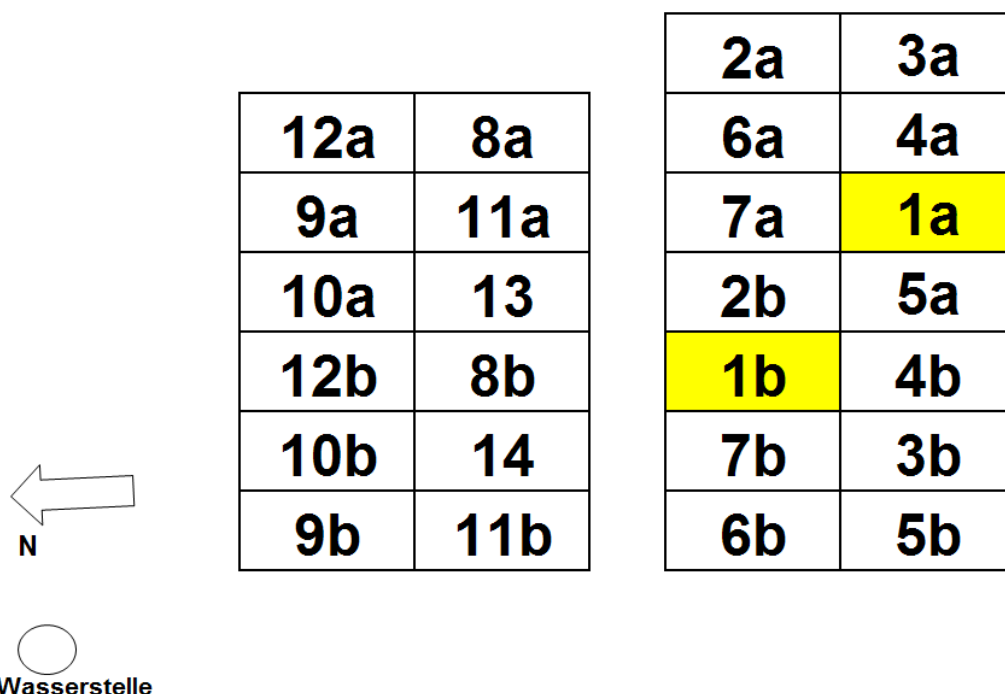 2a 3a
12a 8a 6a 4a
9a 11a 7a 1a
10a 13 2b 5a
12b 8b 1b 4b
10b 14 7b 3b
9b 11b 6b 5b
N
Wasserstelle